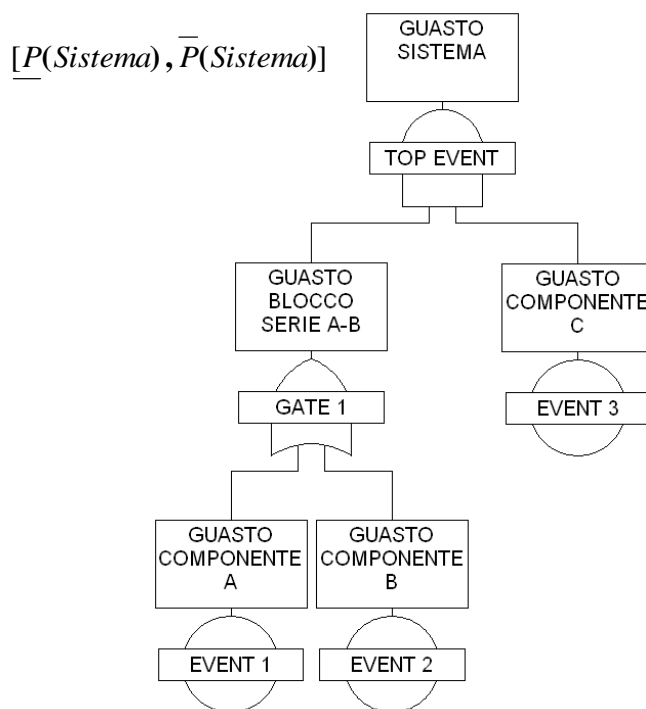 [P(Sistema), P(Sistema)]
GUASTO
SISTEMA
TOP EVENT
GUASTO
BLOCCO
SERIE A-B
GUASTO
COMPONENTE
C
GATE 1
EVENT 3
GUASTO
COMPONENTE
A
GUASTO
COMPONENTE
B
EVENT 1
EVENT 2